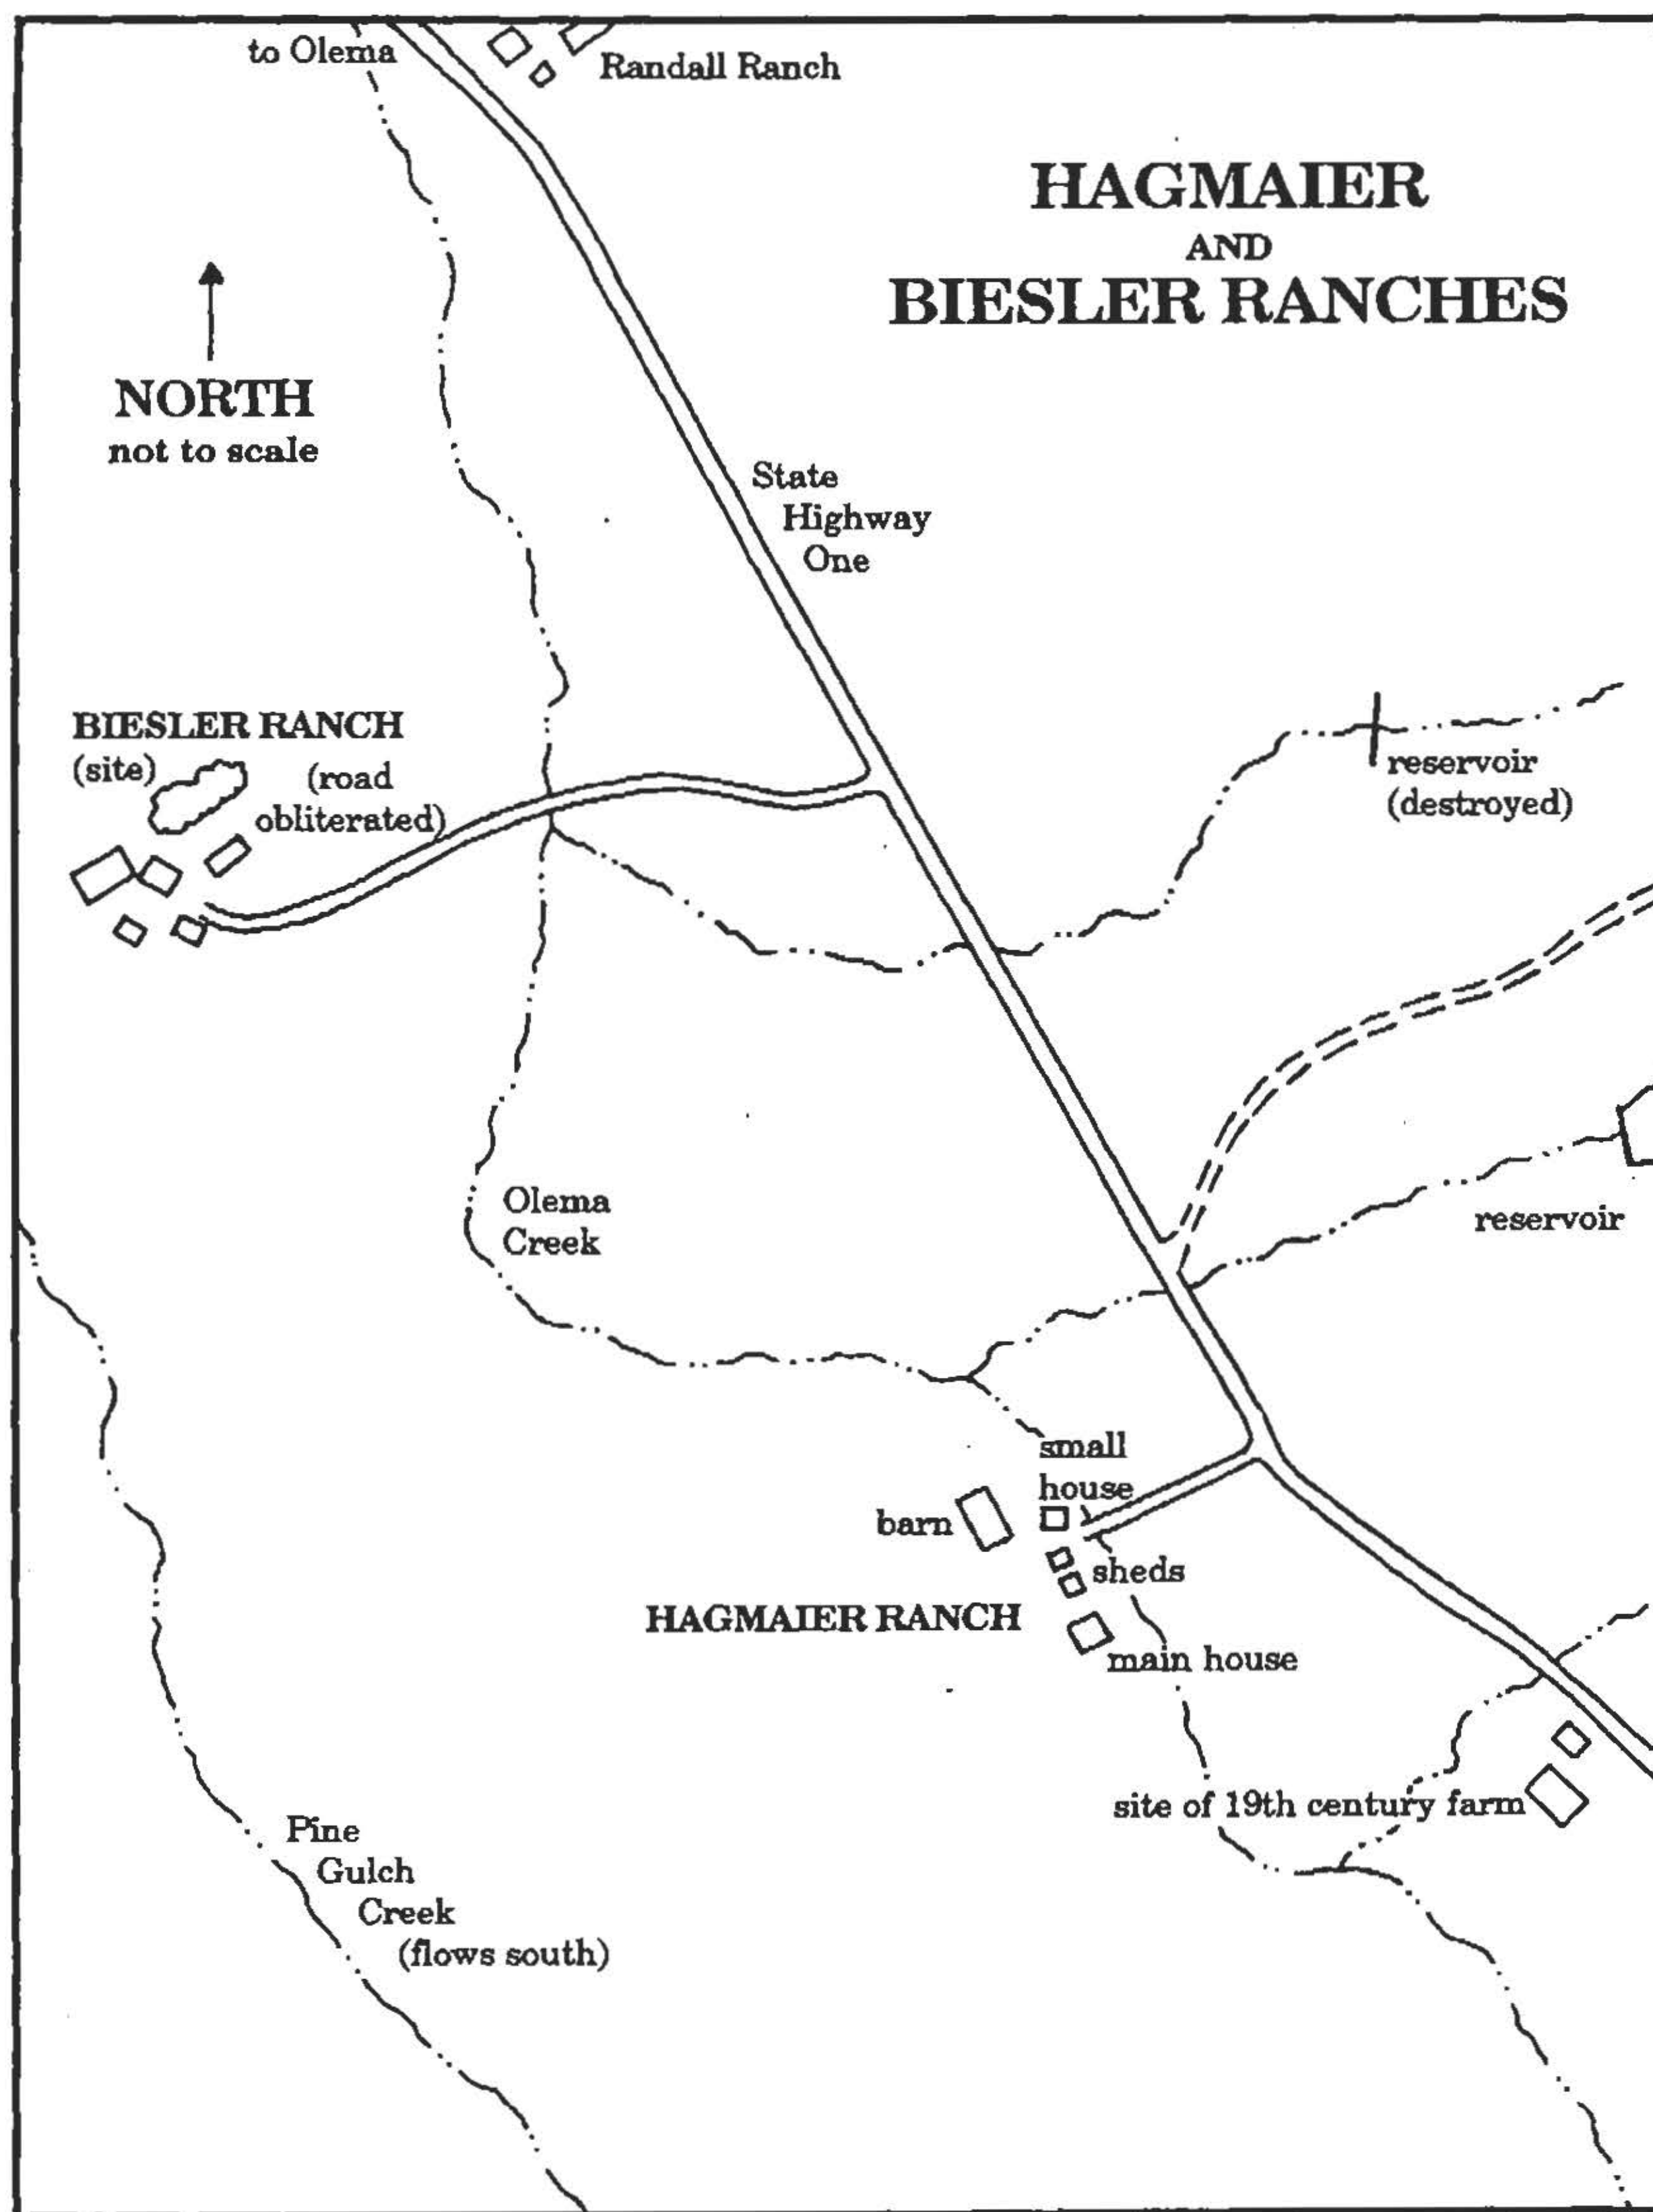 to Olema
Randall Ranch
HAGMAIER
AND
BIESLER RANCHES
NORTH
not to scale
State
Highway
One
BIESLER RANCH
(site)
(road
obliterated)
reservoir
(destroyed)
Olema
Creek
reservoir
small
house
barn
sheds
HAGMAIER RANCH
main house
site of 19th century farm
Pine
Gulch
Creek
(flows south)